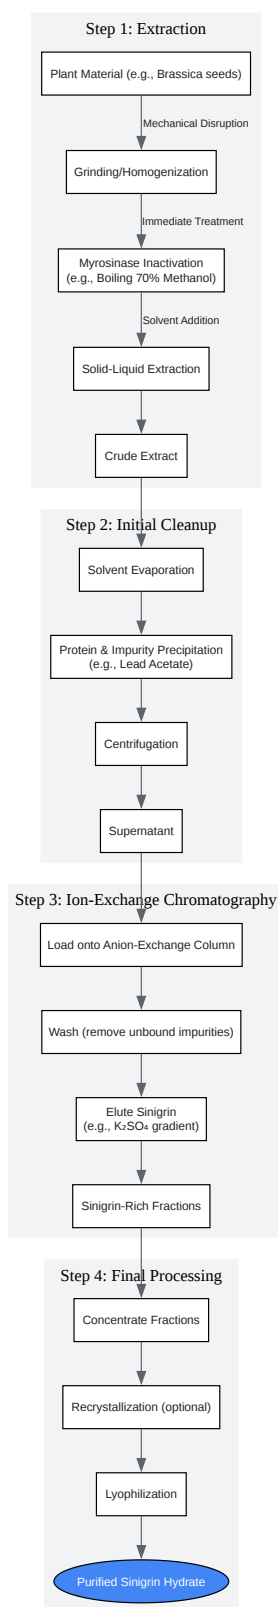 Step 1: Extraction
Plant Material (e.g., Brassica seeds)
Mechanical Disruption
Grinding/Homogenization
Immediate Treatment
Myrosinase Inactivation
(e.g., Boiling 70% Methanol)
Solvent Addition
Solid-Liquid Extraction
Crude Extract
Step 2: Initial Cleanup
Solvent Evaporation
Protein & Impurity Precipitation
(e.g., Lead Acetate)
Centrifugation
Supernatant
Step 3: Ion-Exchange Chromatography
Load onto Anion-Exchange Column
Wash (remove unbound impurities)
Elute Sinigrin
(e.g., K₂SO₄ gradient)
Sinigrin-Rich Fractions
Step 4: Final Processing
Concentrate Fractions
Recrystallization (optional)
Lyophilization
Purified Sinigrin Hydrate